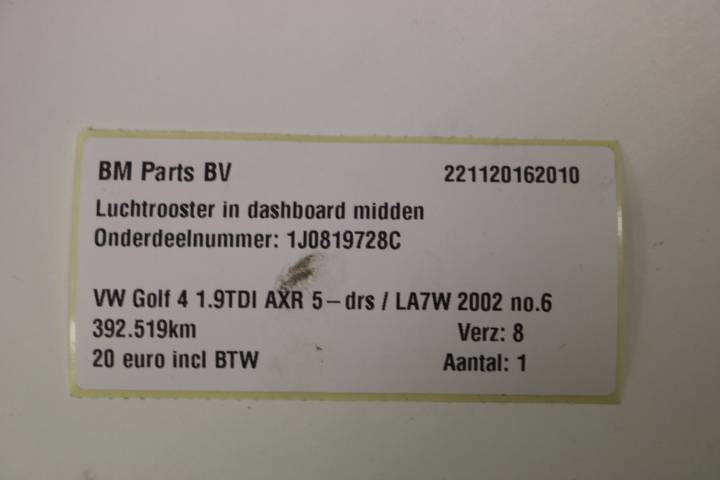 BM Parts BV 221120162010
Luchtrooster in dashboard midden
Onderdeelnummer: 1J0819728C
VW Golf 4 1.9TDI AXR 5-drs / LA7W 2002 no.6
392.519km Verz: 8
20 euro incl BTW Aantal: 1